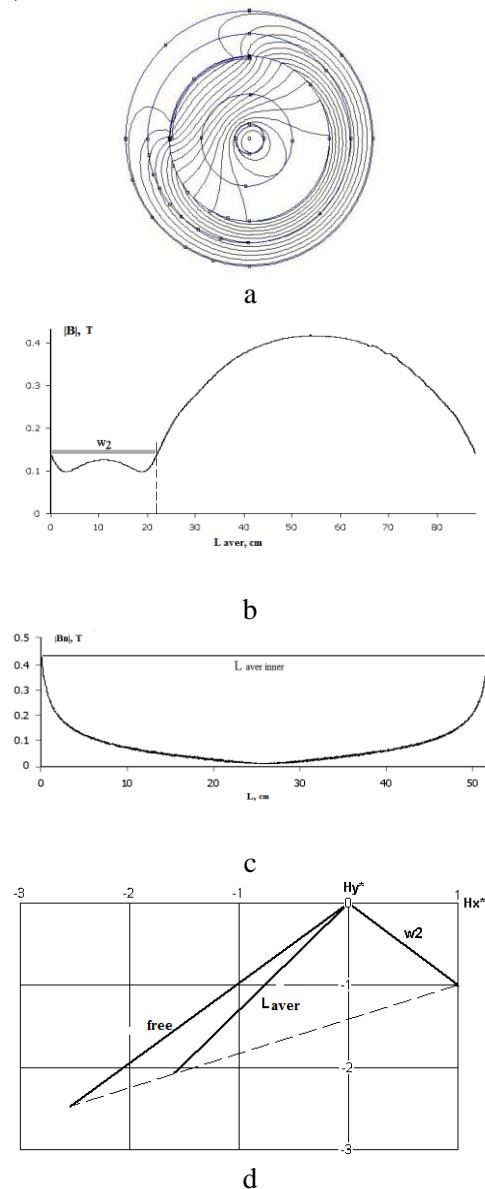 a
|B|, T
0.4
0.3
0.2
0.1
0
w2
0 10 20 30 40 50 60 70 80
L aver, cm
b
|Bn|, T
0.5
0.4
0.3
0.2
0.1
0
L aver inner
0 10 20 30 40 50
L, cm
c
-3 -2 -1 Hy* 1
0 Hx*
w2
-1
free
Laver
-2
-3
d